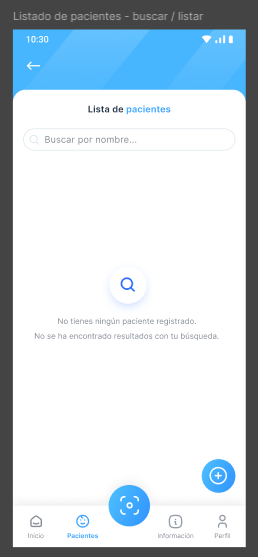 Listado de pacientes - buscar / listar
10:30
Lista de pacientes
Buscar por nombre...
No tienes ningún paciente registrado.
No se ha encontrado resultados con tu búsqueda.
Inicio
Pacientes
Información
Perfil